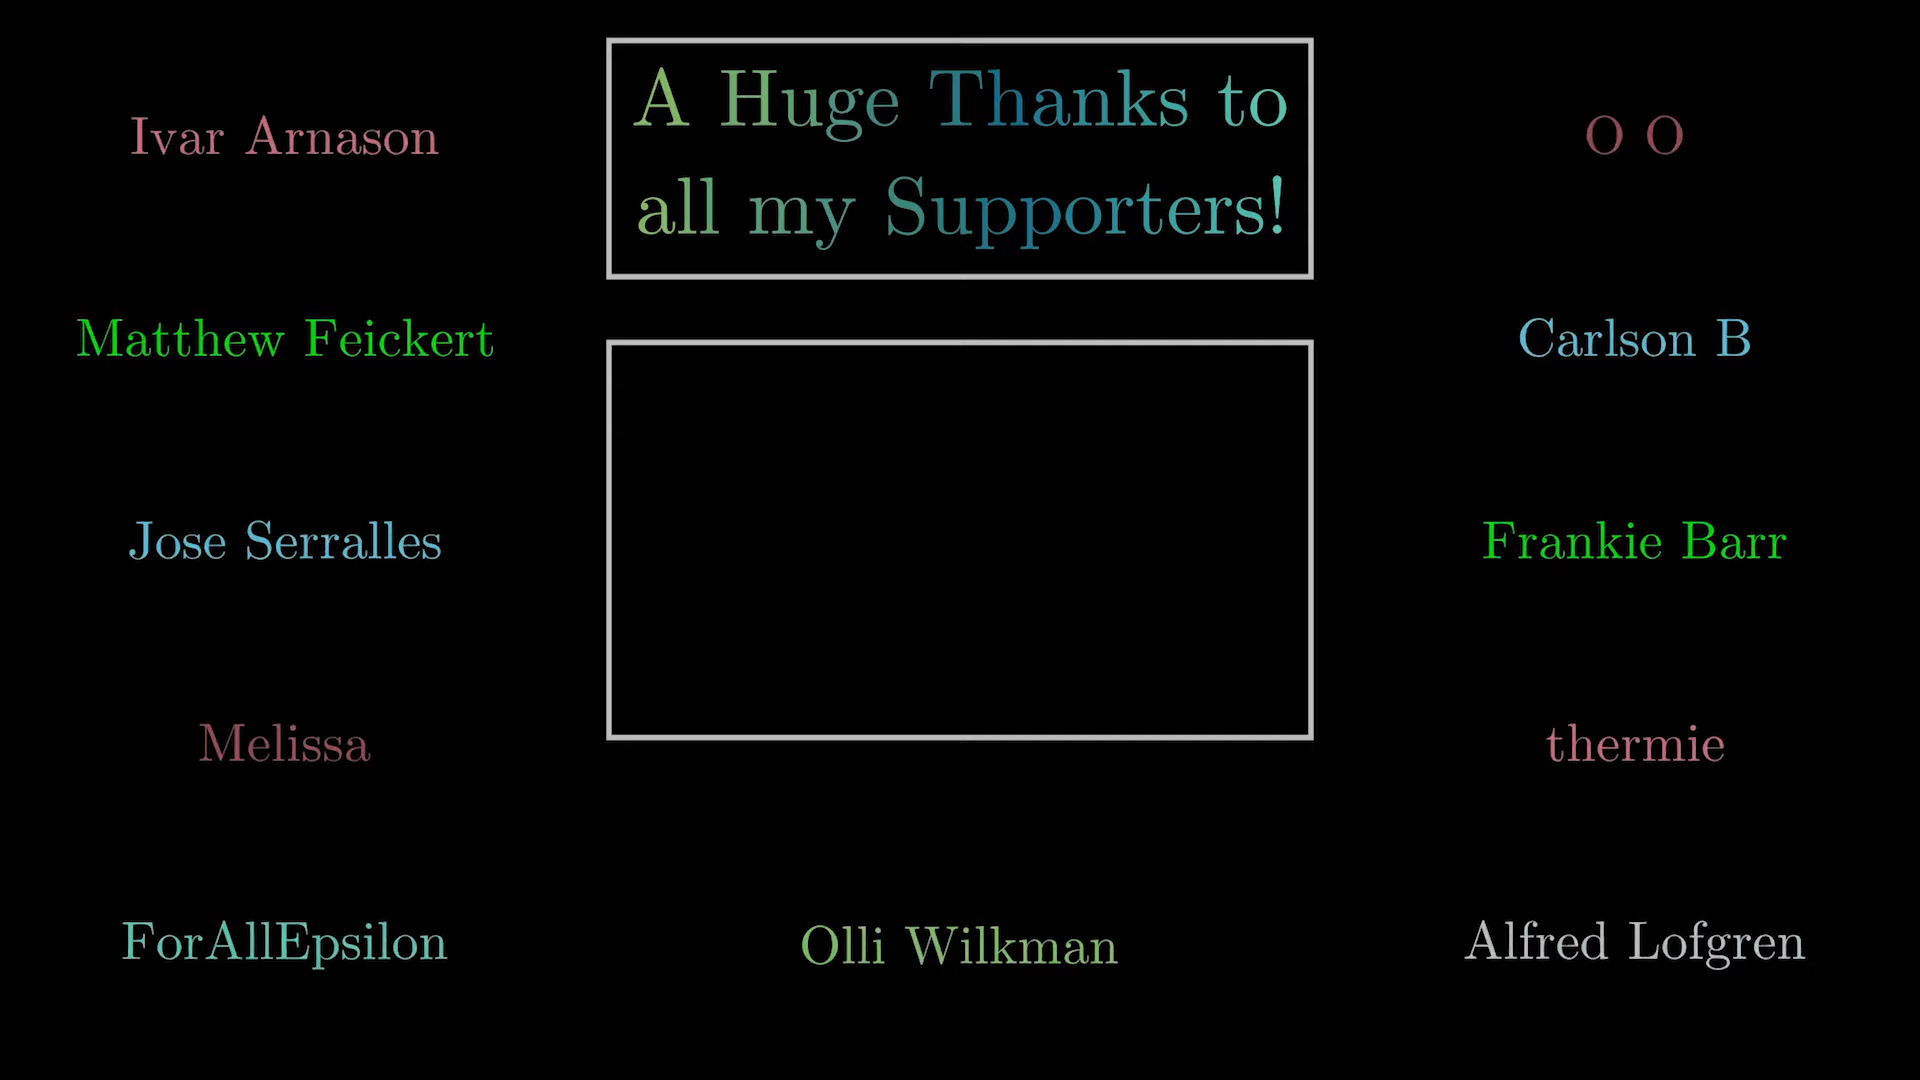 A Huge Thanks to
all my Supporters!
Ivar Arnason
O O
Matthew Feickert
Carlson B
Jose Serralles
Frankie Barr
Melissa
thermie
ForAllEpsilon
Olli Wilkman
Alfred Lofgren